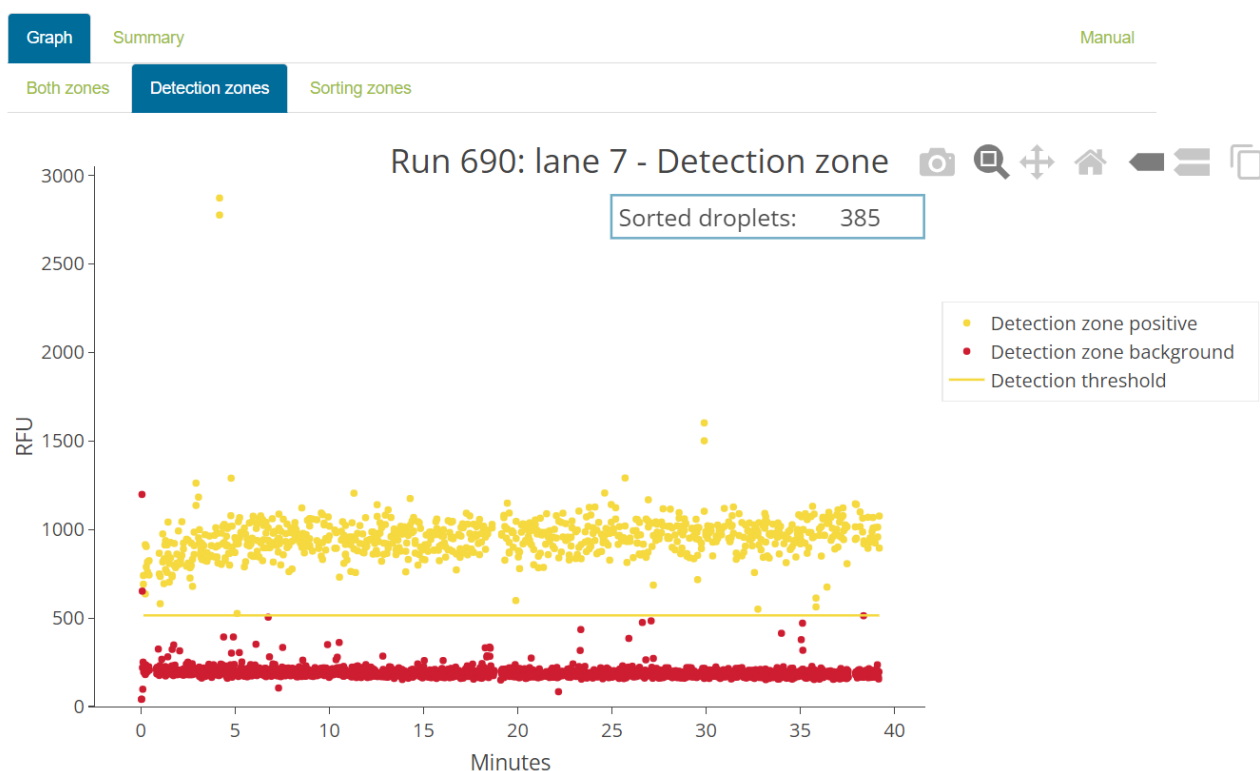 Graph Summary Manual
Both zones Detection zones Sorting zones
Run 690: lane 7 - Detection zone
Sorted droplets: 385
3000
2500
2000
1500
1000
500
0
RFU
0 5 10 15 20 25 30 35 40
Minutes
Detection zone positive
Detection zone background
Detection threshold